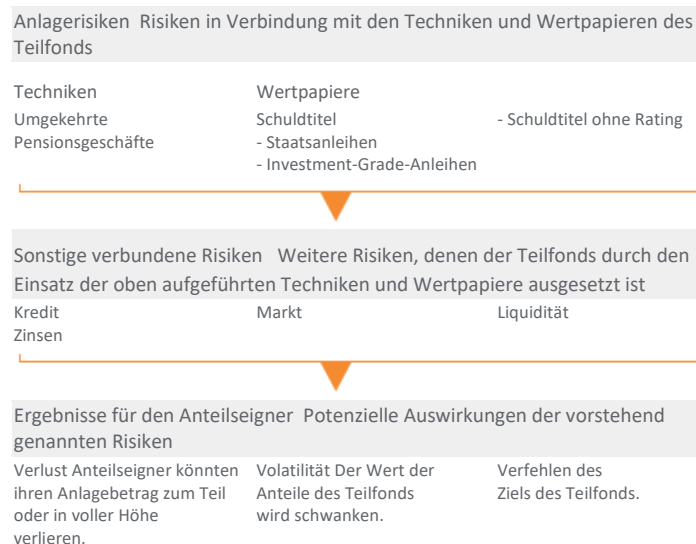 Anlagerisiken  Risiken in Verbindung mit den Techniken und Wertpapieren des
Teilfonds
Techniken
Umgekehrte
Pensionsgeschäfte
Wertpapiere
Schuldtitel
- Staatsanleihen
- Investment-Grade-Anleihen
- Schuldtitel ohne Rating
Sonstige verbundene Risiken  Weitere Risiken, denen der Teilfonds durch den
Einsatz der oben aufgeführten Techniken und Wertpapiere ausgesetzt ist
Kredit
Zinsen
Markt
Liquidität
Ergebnisse für den Anteilseigner  Potenzielle Auswirkungen der vorstehend
genannten Risiken
Verlust Anteilseigner könnten
ihren Anlagebetrag zum Teil
oder in voller Höhe
verlieren.
Volatilität Der Wert der
Anteile des Teilfonds
wird schwanken.
Verfehlen des
Ziels des Teilfonds.